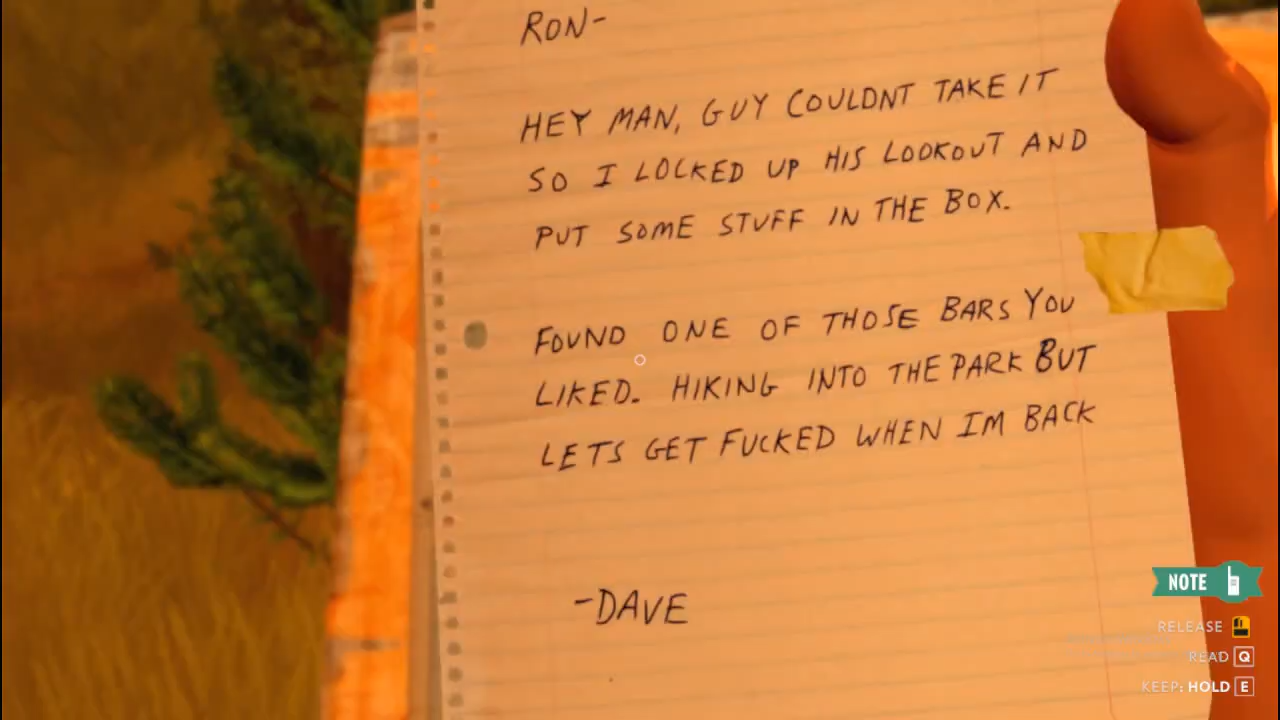 RON-
HEY MAN, GUY COULDNT TAKE IT
SO I LOCKED UP HIS LOOKOUT AND
PUT SOME STUFF IN THE BOX.
FOUND ONE OF THOSE BARS YOU
LIKED. HIKING INTO THE PARK BUT
LETS GET FUCKED WHEN IM BACK
-DAVE
NOTE
RELEASE
READ Q
KEEP: HOLD E